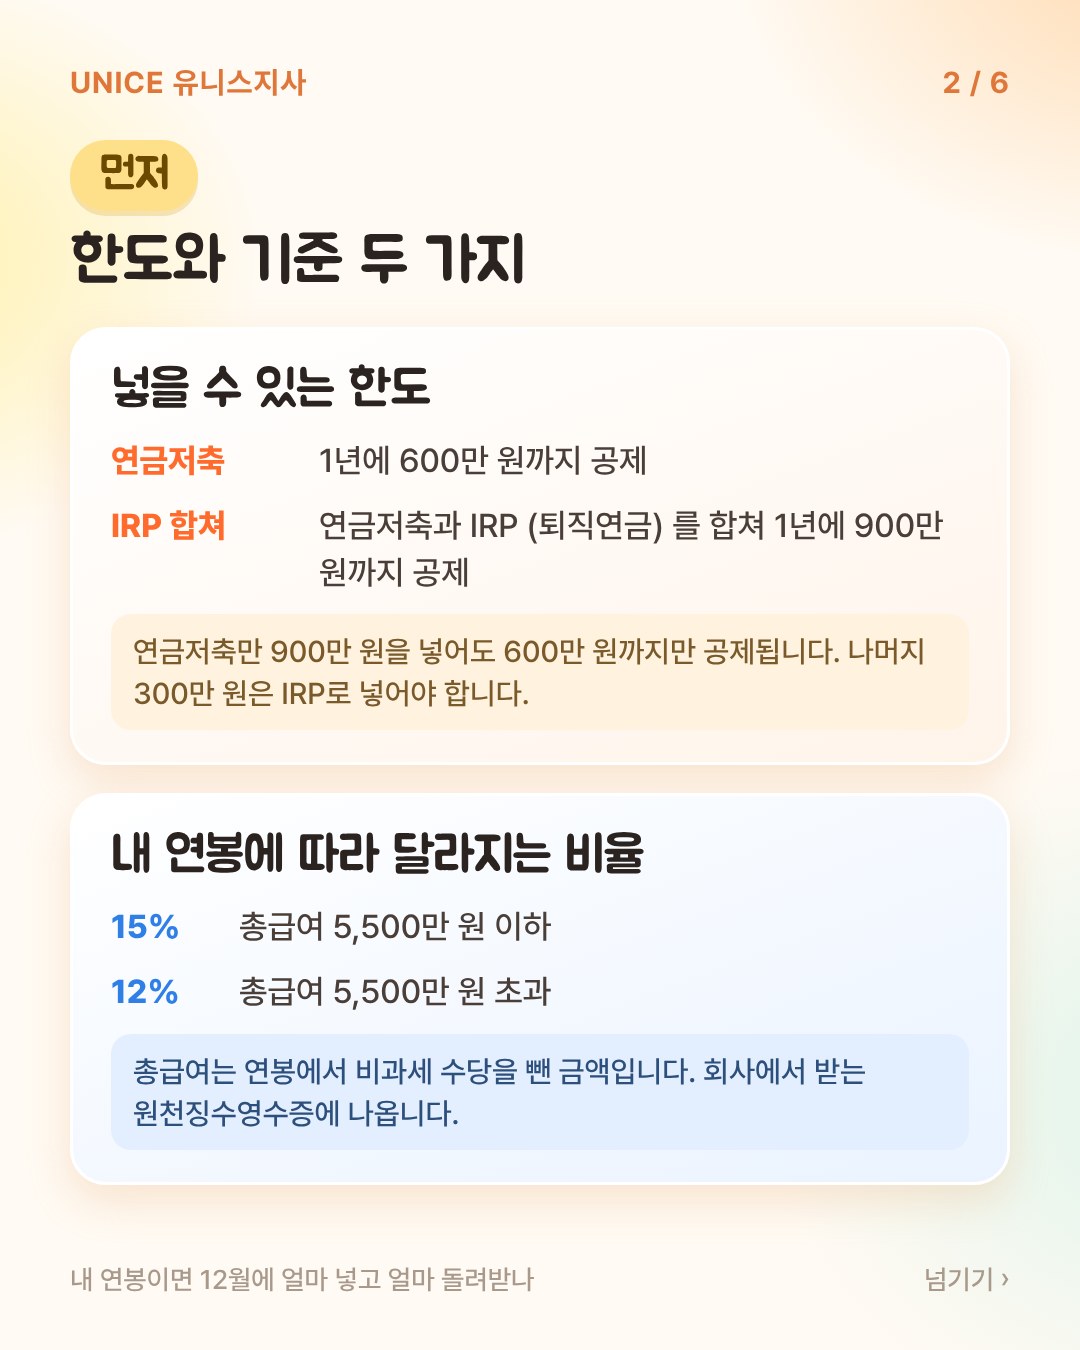 UNICE 유니스지사
2 / 6
먼저
한도와 기준 두 가지
넣을 수 있는 한도
연금저축 1년에 600만 원까지 공제
IRP 합쳐 연금저축과 IRP (퇴직연금) 를 합쳐 1년에 900만
원까지 공제
연금저축만 900만 원을 넣어도 600만 원까지만 공제됩니다. 나머지
300만 원은 IRP로 넣어야 합니다.
내 연봉에 따라 달라지는 비율
15% 총급여 5,500만 원 이하
12% 총급여 5,500만 원 초과
총급여는 연봉에서 비과세 수당을 뺀 금액입니다. 회사에서 받는
원천징수영수증에 나옵니다.
내 연봉이면 12월에 얼마 넣고 얼마 돌려받나
넘기기 ›